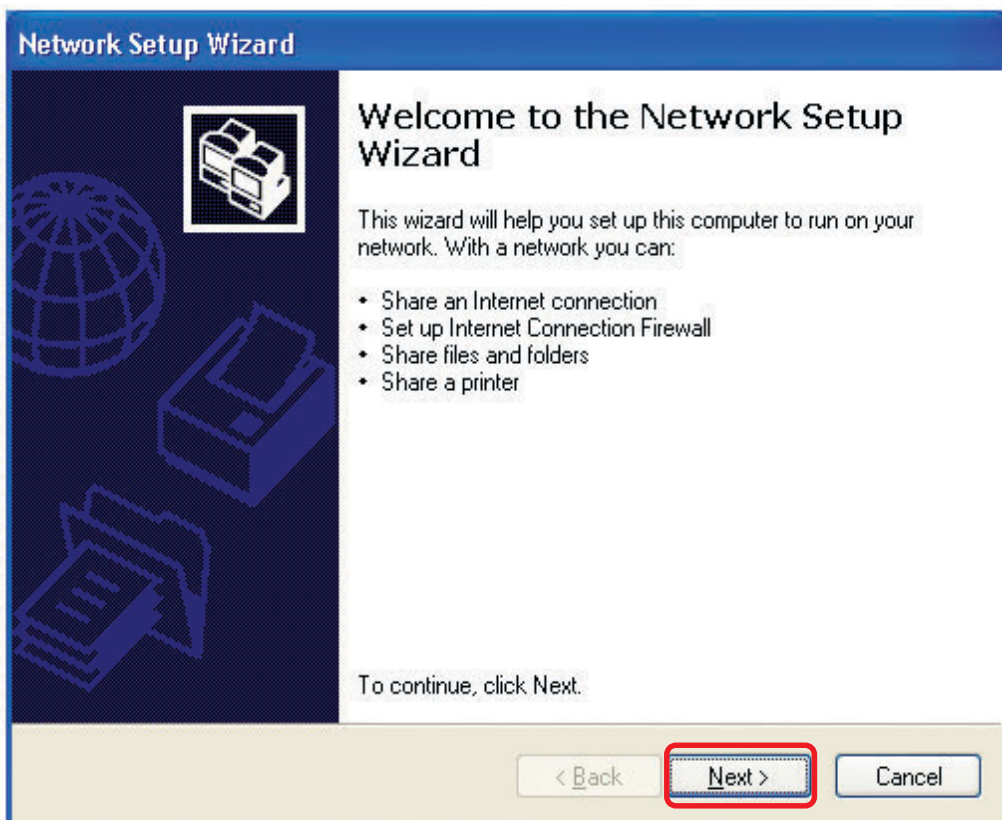 Network Setup Wizard
Welcome to the Network Setup
Wizard
This wizard will help you set up this computer to run on your
network. With a network you can:
• Share an Internet connection
• Set up Internet Connection Firewall
• Share files and folders
• Share a printer
To continue, click Next.
< Back Next > Cancel